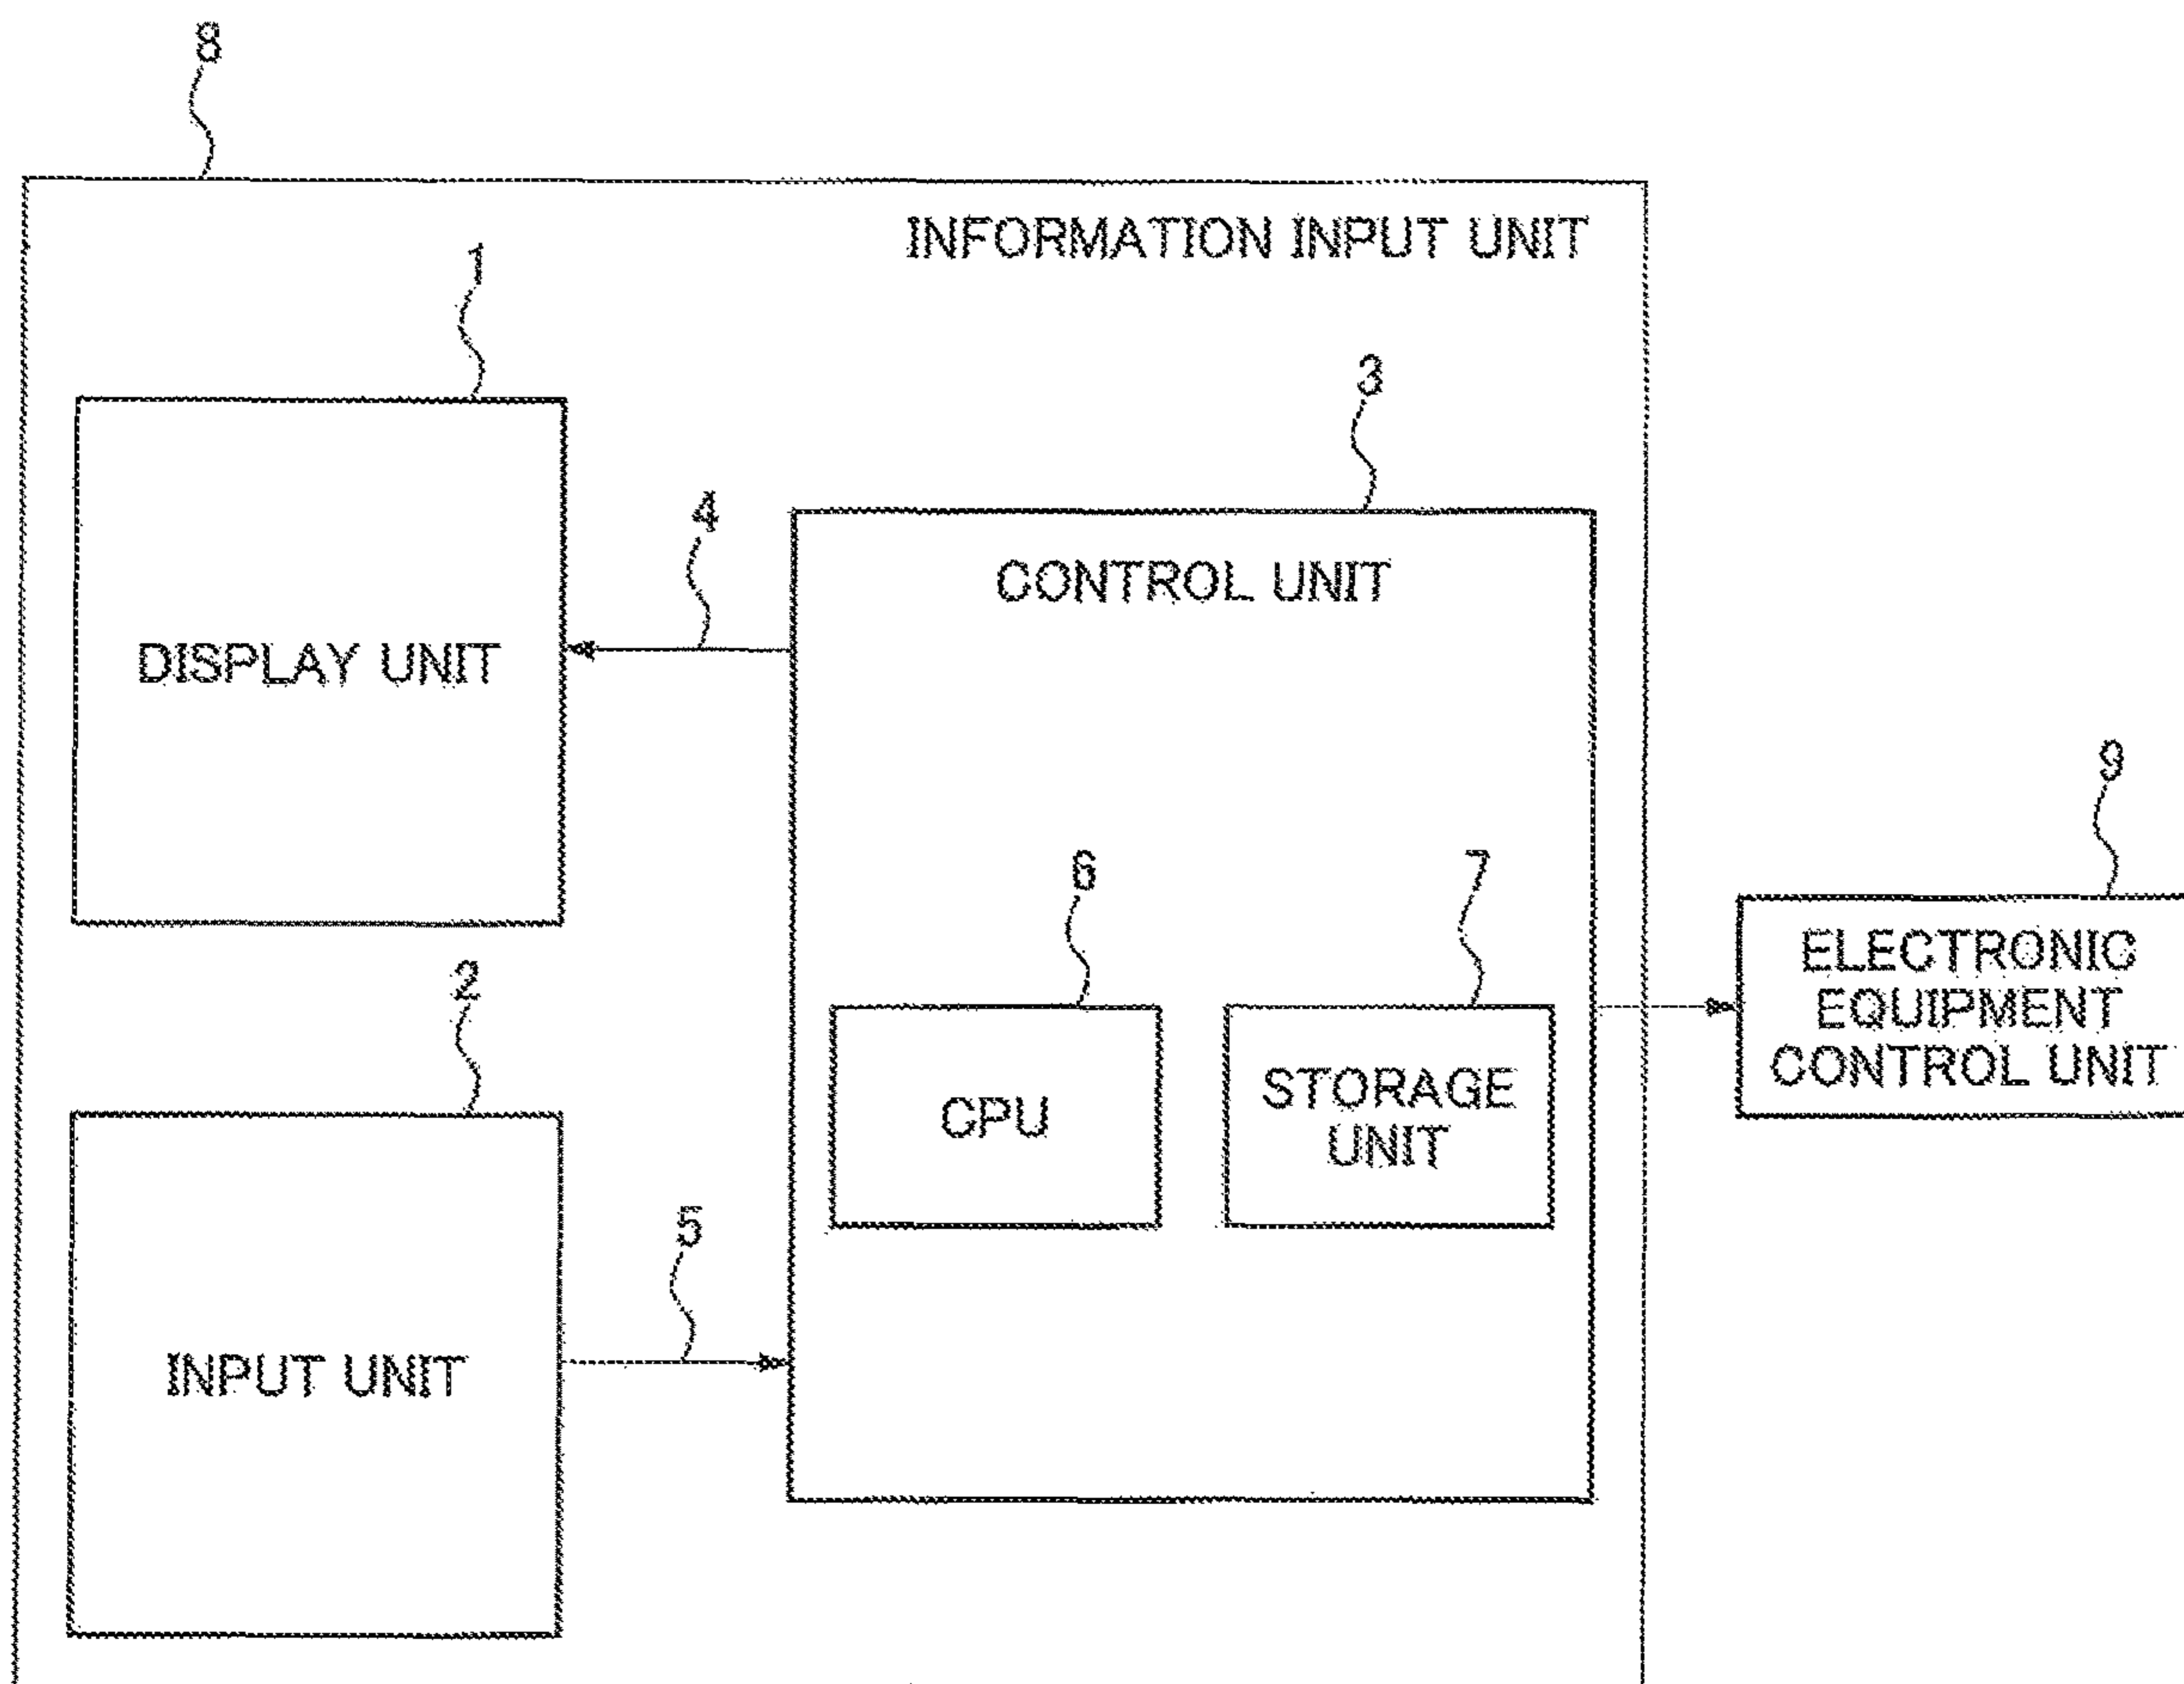 8
INFORMATION INPUT UNIT
1
3
4
CONTROL UNIT
DISPLAY UNIT
9
6
7
ELECTRONIC
EQUIPMENT
CONTROL UNIT
2
CPU
STORAGE
UNIT
5
INPUT UNIT